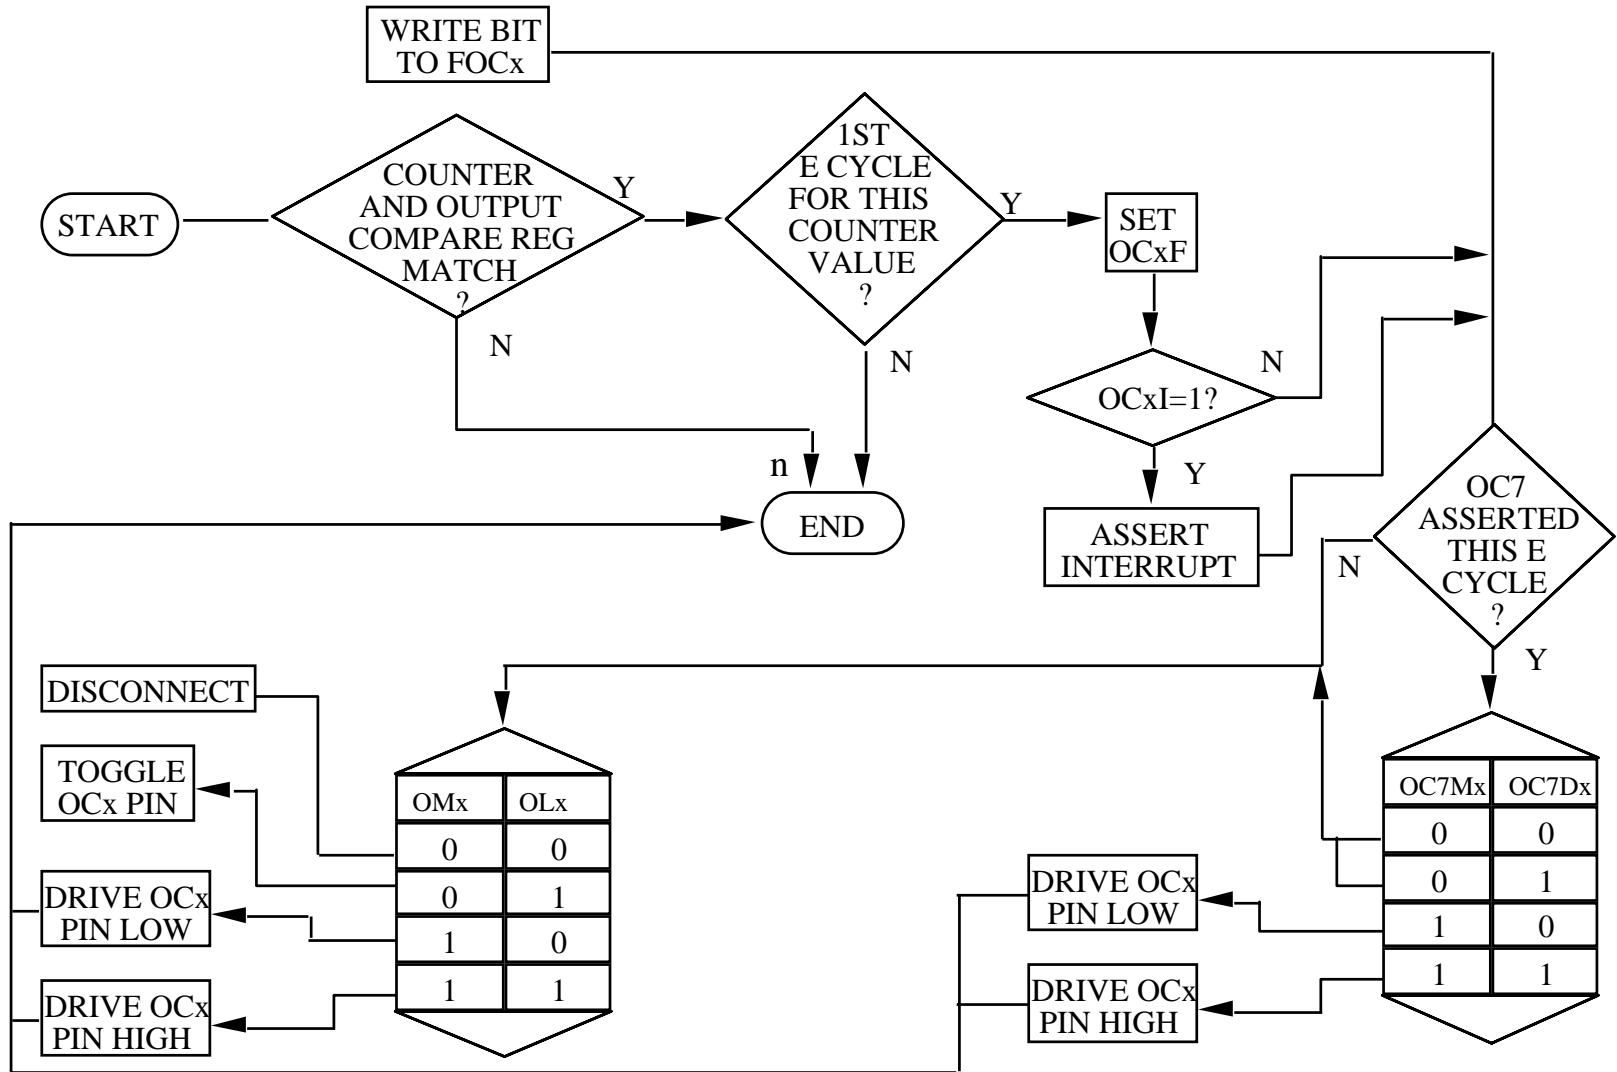 WRITE BIT
TO FOCx
START
COUNTER
AND OUTPUT
COMPARE REG
MATCH
?
Y
N
1ST
E CYCLE
FOR THIS
COUNTER
VALUE
?
Y
N
SET
OCxF
OCxI=1?
N
Y
ASSERT
INTERRUPT
n
END
OC7
ASSERTED
THIS E
CYCLE
?
N
Y
DISCONNECT
TOGGLE
OCx PIN
DRIVE OCx
PIN LOW
DRIVE OCx
PIN HIGH
OMx OLx
0 0
0 1
1 0
1 1
DRIVE OCx
PIN LOW
DRIVE OCx
PIN HIGH
OC7Mx OC7Dx
0 0
0 1
1 0
1 1